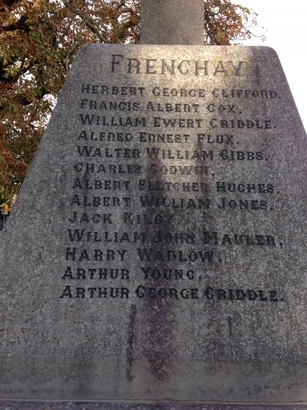 FRENCHAY
HERBERT GEORGE CLIFFORD.
FRANCIS ALBERT COX.
WILLIAM EWERT CRIDDLE.
ALFRED ERNEST FLUX.
WALTER WILLIAM GIBBS.
CHARLES GODWIN.
ALBERT FLETCHER HUGHES.
ALBERT WILLIAM JONES.
JACK KILBY.
WILLIAM JOHN MAULER.
HARRY WADLOW.
ARTHUR YOUNG.
ARTHUR GEORGE CRIDDLE.